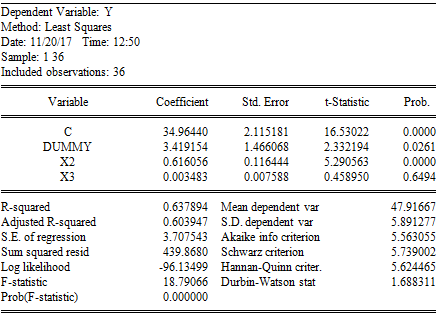 Dependent Variable: Y
Method: Least Squares
Date: 11/20/17 Time: 12:50
Sample: 1 36
Included observations: 36
Variable Coefficient Std. Error t-Statistic Prob.
C 34.96440 2.115181 16.53022 0.0000
DUMMY 3.419154 1.466068 2.332194 0.0261
X2 0.616056 0.116444 5.290563 0.0000
X3 0.003483 0.007588 0.458950 0.6494
R-squared 0.637894 Mean dependent var 47.91667
Adjusted R-squared 0.603947 S.D. dependent var 5.891277
S.E. of regression 3.707543 Akaike info criterion 5.563055
Sum squared resid 439.8680 Schwarz criterion 5.739002
Log likelihood -96.13499 Hannan-Quinn criter. 5.624465
F-statistic 18.79066 Durbin-Watson stat 1.688311
Prob(F-statistic) 0.000000